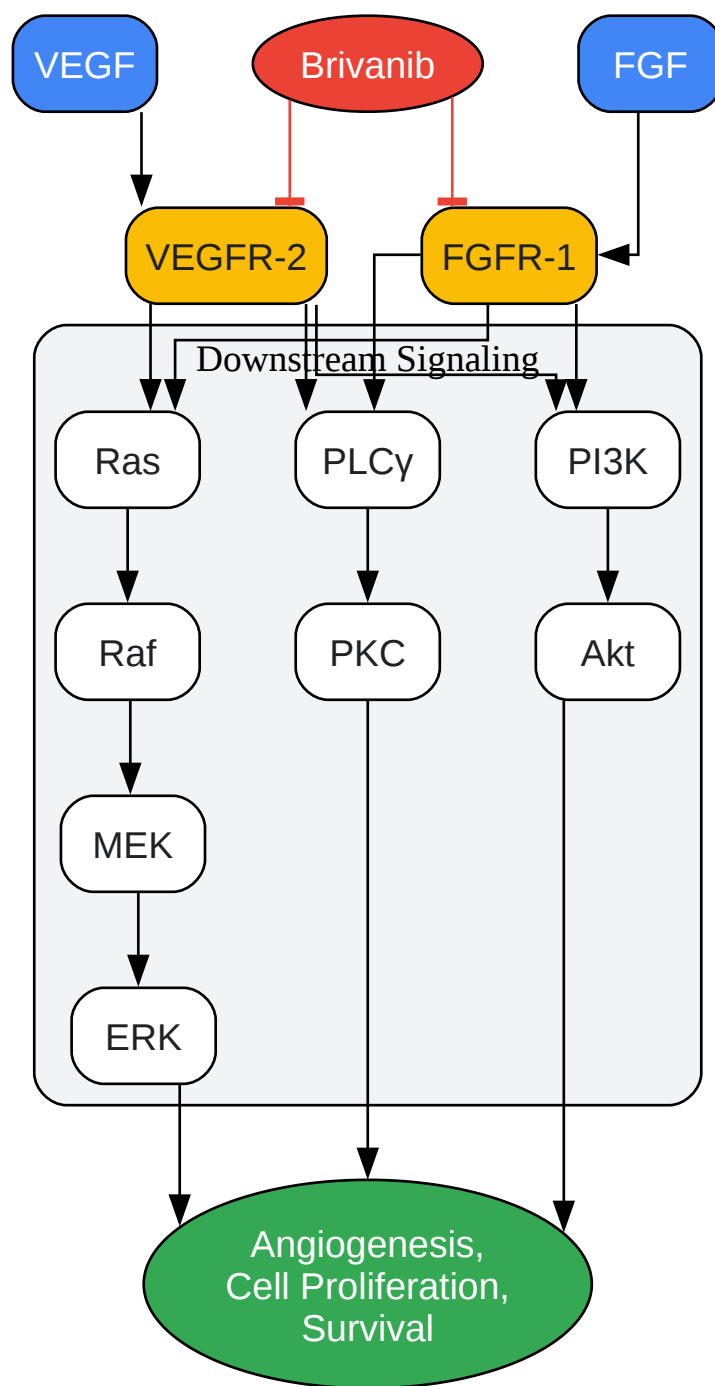 VEGF
Brivanib
FGF
VEGFR-2
FGFR-1
Downstream Signaling
Ras
PLCγ
PI3K
Raf
PKC
Akt
MEK
ERK
Angiogenesis,
Cell Proliferation,
Survival